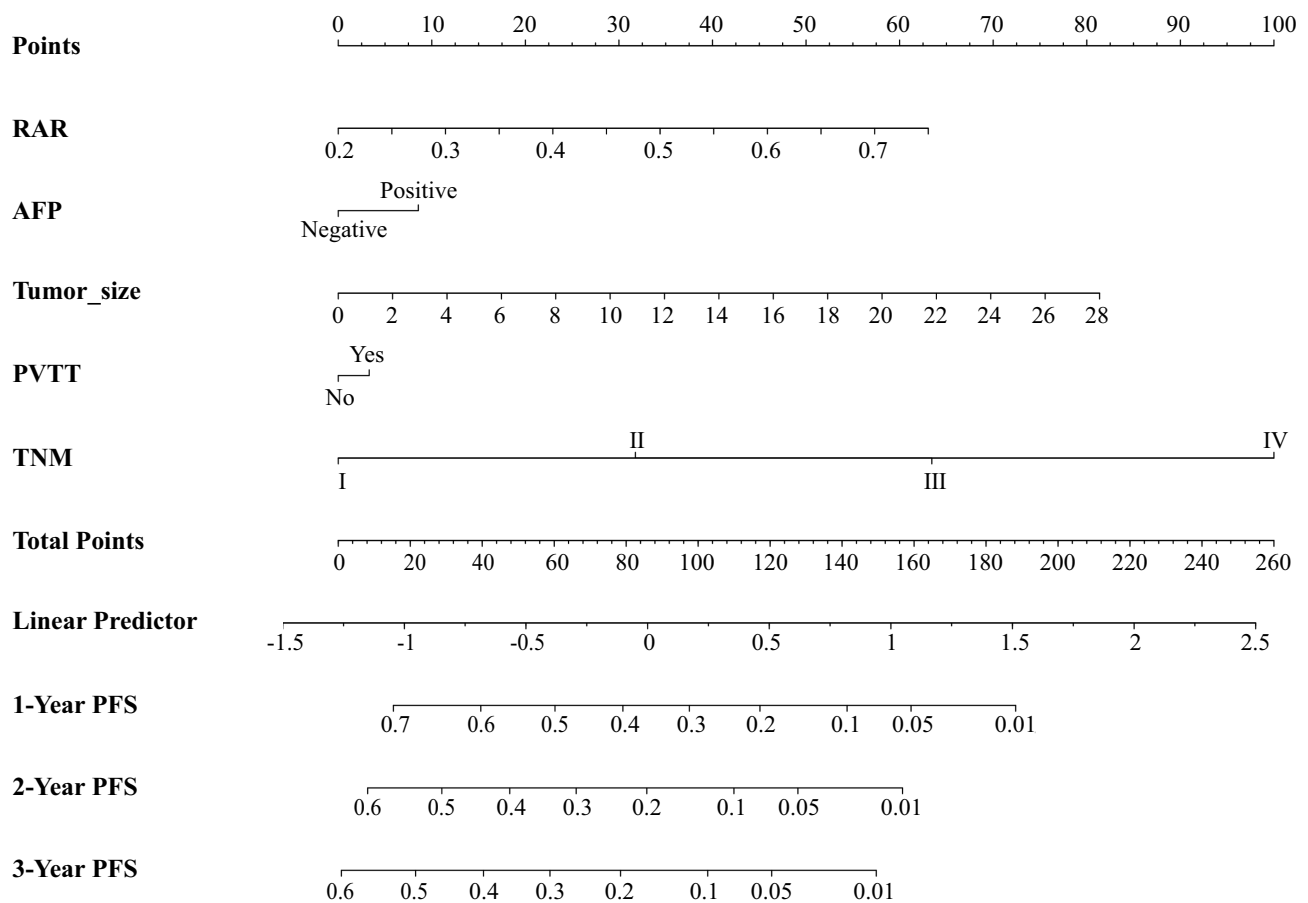 0 10 20 30 40 50 60 70 80 90 100
Points
RAR
0.2 0.3 0.4 0.5 0.6 0.7
Positive
AFP
Negative
Tumor_size
0 2 4 6 8 10 12 14 16 18 20 22 24 26 28
Yes
PVTT
No
II IV
TNM
I III
Total Points
0 20 40 60 80 100 120 140 160 180 200 220 240 260
Linear Predictor
-1.5 -1 -0.5 0 0.5 1 1.5 2 2.5
1-Year PFS
0.7 0.6 0.5 0.4 0.3 0.2 0.1 0.05 0.01
2-Year PFS
0.6 0.5 0.4 0.3 0.2 0.1 0.05 0.01
3-Year PFS
0.6 0.5 0.4 0.3 0.2 0.1 0.05 0.01